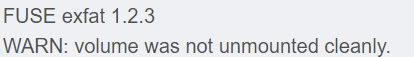 FUSE exfat 1.2.3
WARN: volume was not unmounted cleanly.